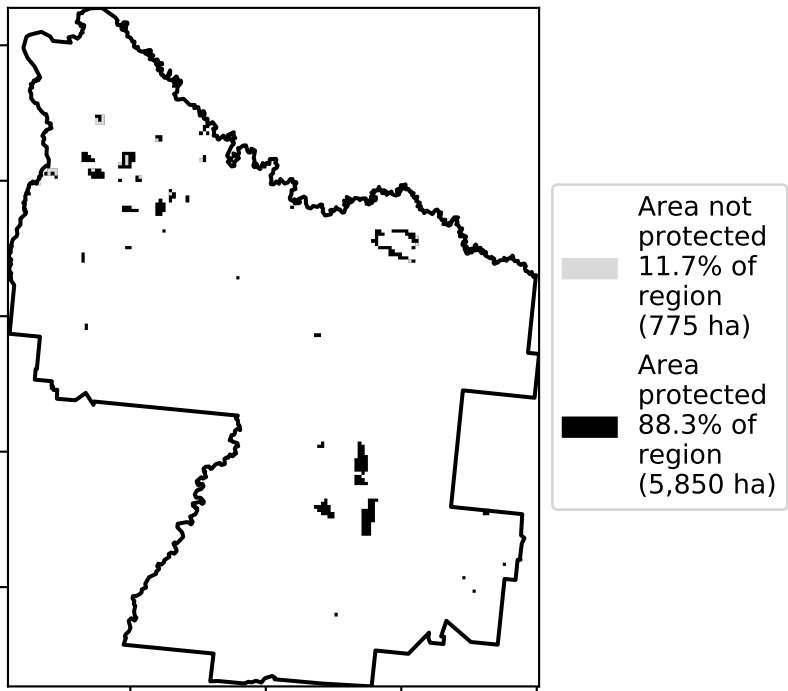 Area not
protected
11.7% of
region
(775 ha)
Area
protected
88.3% of
region
(5,850 ha)